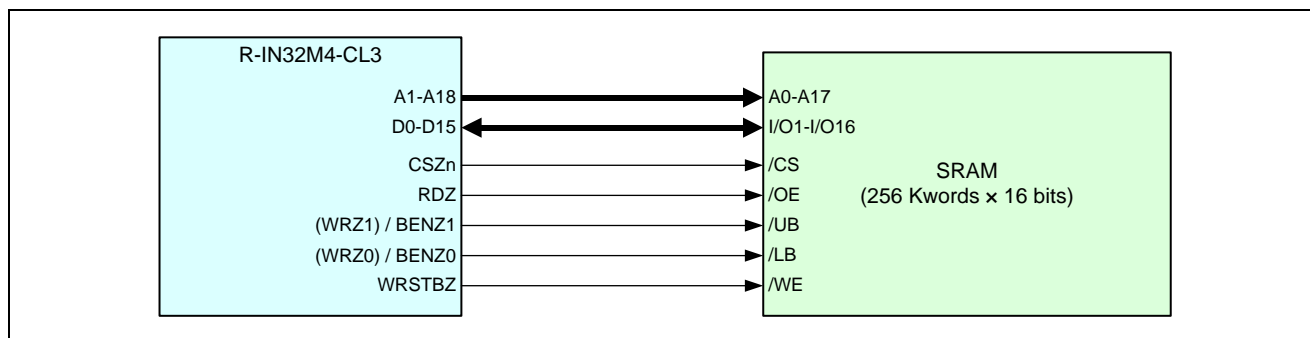 R-IN32M4-CL3
A1-A18
A0-A17
D0-D15
I/O1-I/O16
CSZn
/CS
SRAM
RDZ
/OE
(256 Kwords × 16 bits)
(WRZ1) / BENZ1
/UB
(WRZ0) / BENZ0
/LB
WRSTBZ
/WE